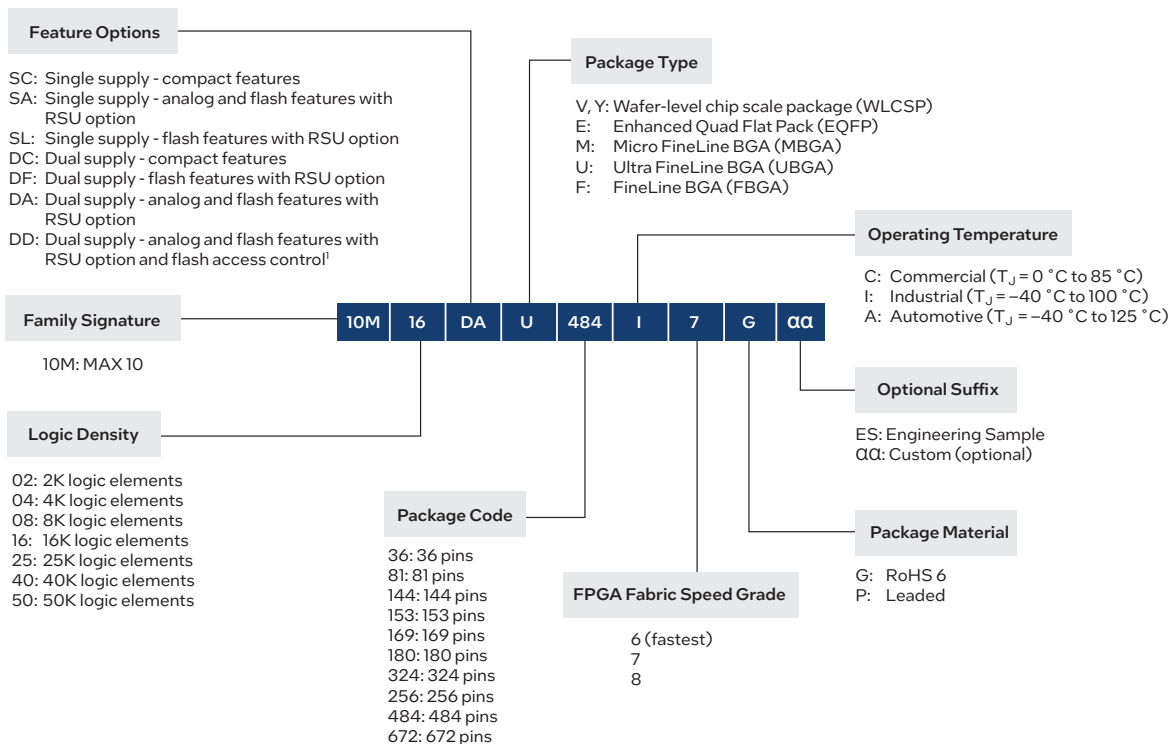 Feature Options
SC: Single supply - compact features
SA: Single supply - analog and flash features with
RSU option
SL: Single supply - flash features with RSU option
DC: Dual supply - compact features
DF: Dual supply - flash features with RSU option
DA: Dual supply - analog and flash features with
RSU option
DD: Dual supply - analog and flash features with
RSU option and flash access control¹
Package Type
V, Y: Wafer-level chip scale package (WLCSP)
E: Enhanced Quad Flat Pack (EQFP)
M: Micro FineLine BGA (MBGA)
U: Ultra FineLine BGA (UBGA)
F: FineLine BGA (FBGA)
Operating Temperature
C: Commercial (TJ = 0 ˚C to 85 ˚C)
I: Industrial (TJ = –40 ˚C to 100 ˚C)
A: Automotive (TJ = –40 ˚C to 125 ˚C)
Family Signature
10M: MAX 10
10M 16 DA U 484 I 7 G αα
Logic Density
02: 2K logic elements
04: 4K logic elements
08: 8K logic elements
16: 16K logic elements
25: 25K logic elements
40: 40K logic elements
50: 50K logic elements
Package Code
36: 36 pins
81: 81 pins
144: 144 pins
153: 153 pins
169: 169 pins
180: 180 pins
324: 324 pins
256: 256 pins
484: 484 pins
672: 672 pins
FPGA Fabric Speed Grade
6 (fastest)
7
8
Optional Suffix
ES: Engineering Sample
αα: Custom (optional)
Package Material
G: RoHS 6
P: Leaded